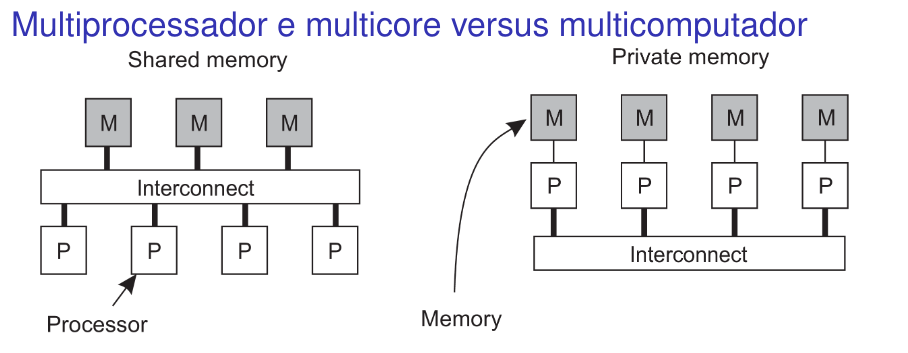 Multiprocessador e multicore versus multicomputador
Shared memory
M M M
Interconnect
P P P P
Processor
Private memory
M M M M
P P P P
Interconnect
Memory